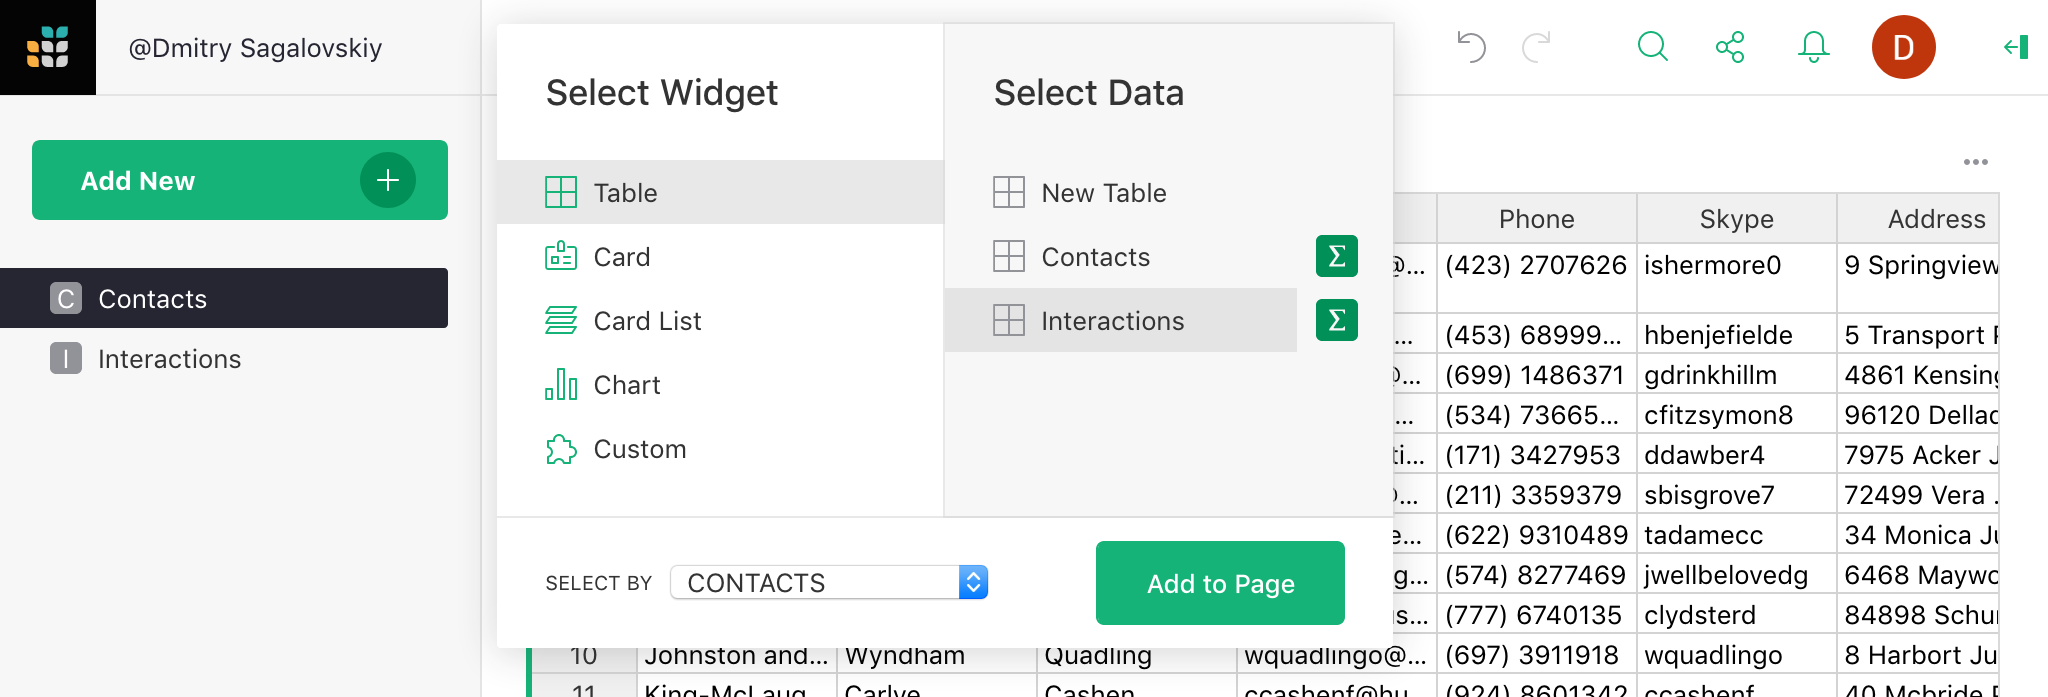 @Dmitry Sagalovskiy
D
Add New
C Contacts
I Interactions
Select Widget
Table
Card
Card List
Chart
Custom
Select Data
New Table
Contacts Σ
Interactions Σ
SELECT BY CONTACTS
Add to Page
Phone Skype Address
@... (423) 2707626 ishermore0 9 Springview
... (453) 68999... hbenjefielde 5 Transport
... (699) 1486371 gdrinkhillm 4861 Kensing
... (534) 73665... cfitzsymon8 96120 Dellac
ti... (171) 3427953 ddawber4 7975 Acker J
... (211) 3359379 sbisgrove7 72499 Vera .
e... (622) 9310489 tadamecc 34 Monica Ju
g... (574) 8277469 jwellbelovedg 6468 Maywo
s... (777) 6740135 clydsterd 84898 Schur
10 Johnston and... Wyndham Quadling wquadlingo@... (697) 3911918 wquadlingo 8 Harbort Ju
11 King-McLaug Carlye Cashen ccashenf@hu (924) 8601342 ccashenf 40 Mcbride